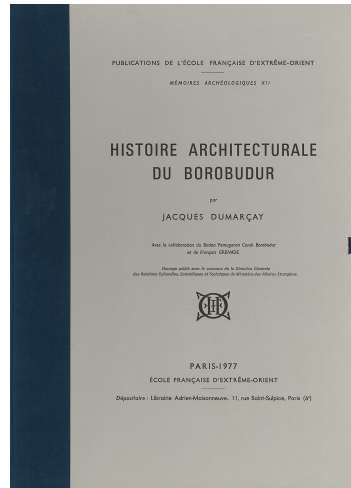 PUBLICATIONS DE L'ÉCOLE FRANÇAISE D'EXTRÊME-ORIENT
MÉMOIRES ARCHÉOLOGIQUES XII
HISTOIRE ARCHITECTURALE
DU BOROBUDUR
par
JACQUES DUMARÇAY
Avec la collaboration du Badan Pemugaran Candi Borobudur
et de François GRENADE
Ouvrage publié avec le concours de la Direction Générale
des Relations Culturelles, Scientifiques et Techniques du Ministère des Affaires Étrangères.
PARIS-1977
ÉCOLE FRANÇAISE D'EXTRÊME-ORIENT
Dépositaire : Librairie Adrien-Maisonneuve, 11, rue Saint-Sulpice, Paris (6e)